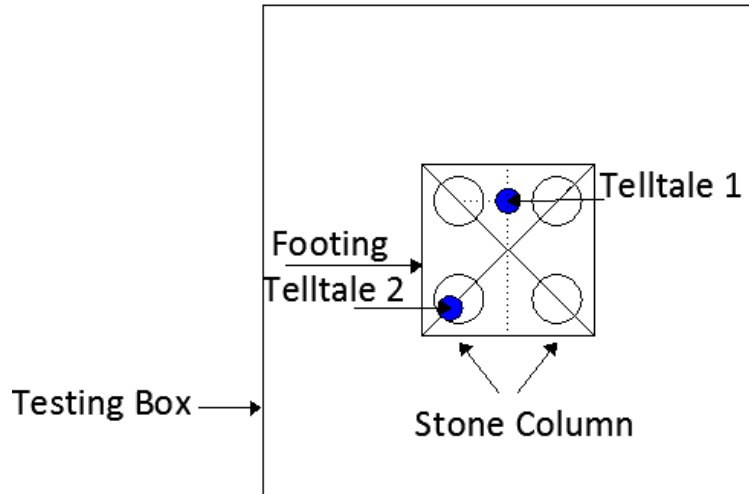 Telltale 1
Footing
Telltale 2
Testing Box
Stone Column